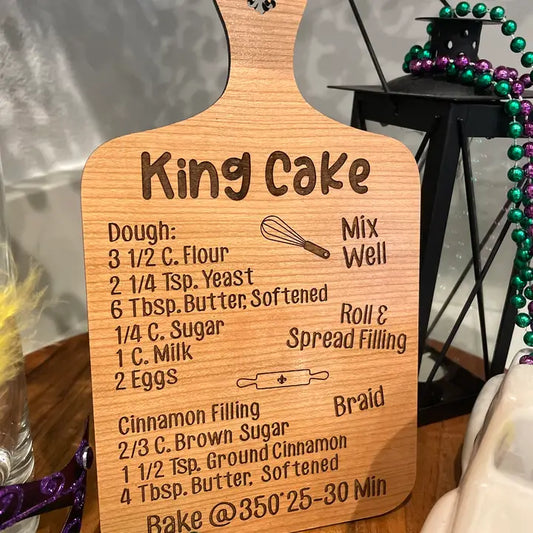 King Cake
Dough:
3 1/2 C. Flour
2 1/4 Tsp. Yeast
6 Tbsp. Butter, Softened
1/4 C. Sugar
1 C. Milk
2 Eggs
Mix
Well
Roll &
Spread Filling
Braid
Cinnamon Filling
2/3 C. Brown Sugar
1 1/2 Tsp. Ground Cinnamon
4 Tbsp. Butter, Softened
Bake @ 350° 25-30 Min